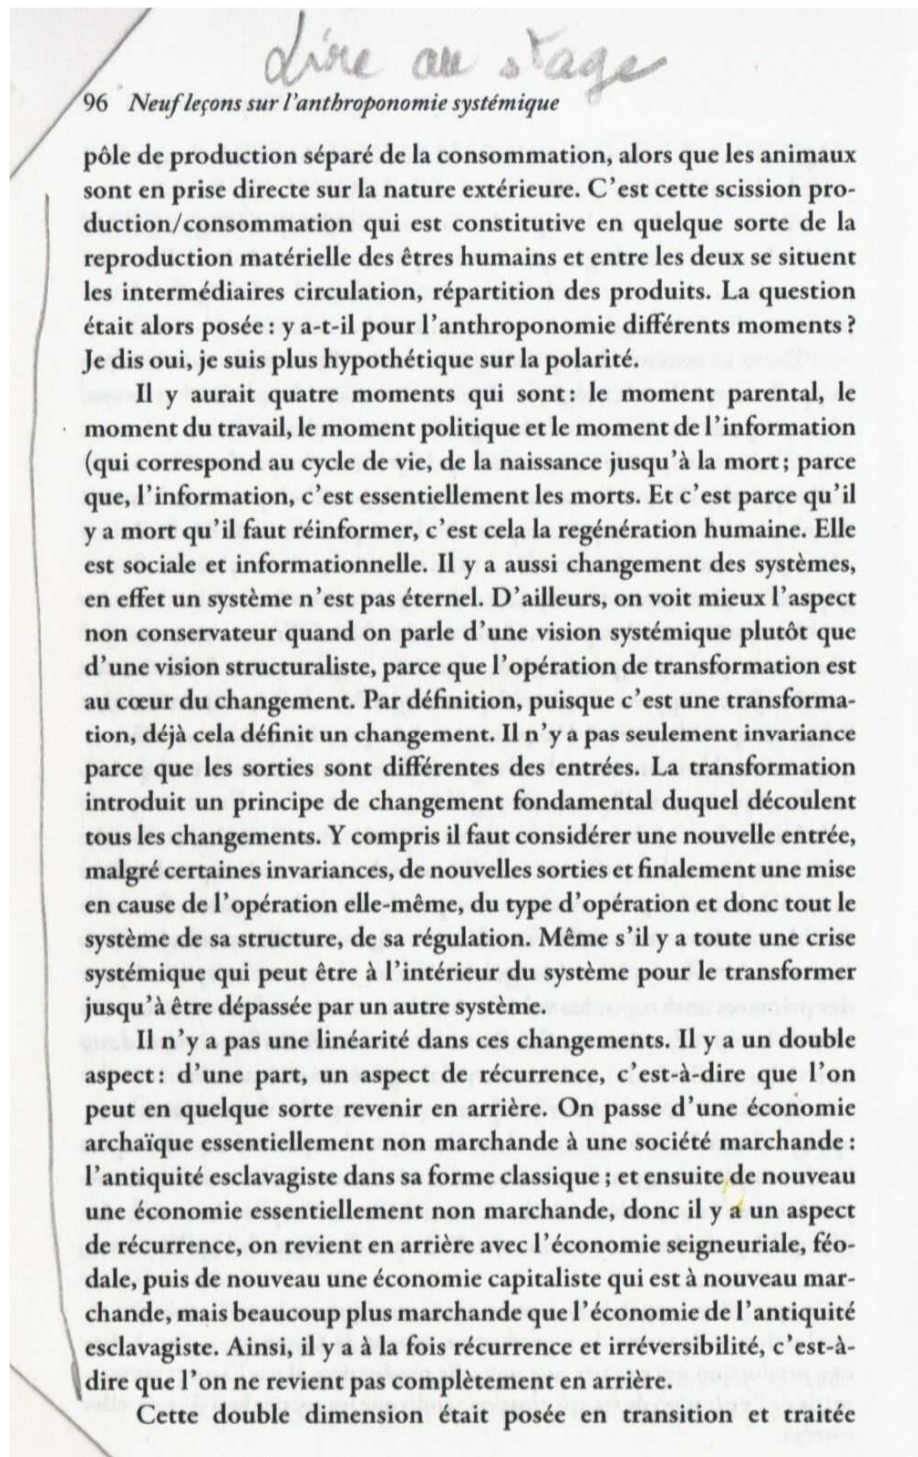 Lire au stage
96 Neuf leçons sur l'anthroponomie systémique
pôle de production séparé de la consommation, alors que les animaux
sont en prise directe sur la nature extérieure. C'est cette scission pro-
duction/consommation qui est constitutive en quelque sorte de la
reproduction matérielle des êtres humains et entre les deux se situent
les intermédiaires circulation, répartition des produits. La question
était alors posée : y a-t-il pour l'anthroponomie différents moments ?
Je dis oui, je suis plus hypothétique sur la polarité.
Il y aurait quatre moments qui sont : le moment parental, le
moment du travail, le moment politique et le moment de l'information
(qui correspond au cycle de vie, de la naissance jusqu'à la mort ; parce
que, l'information, c'est essentiellement les morts. Et c'est parce qu'il
y a mort qu'il faut réinformer, c'est cela la regénération humaine. Elle
est sociale et informationnelle. Il y a aussi changement des systèmes,
en effet un système n'est pas éternel. D'ailleurs, on voit mieux l'aspect
non conservateur quand on parle d'une vision systémique plutôt que
d'une vision structuraliste, parce que l'opération de transformation est
au cœur du changement. Par définition, puisque c'est une transforma-
tion, déjà cela définit un changement. Il n'y a pas seulement invariance
parce que les sorties sont différentes des entrées. La transformation
introduit un principe de changement fondamental duquel découlent
tous les changements. Y compris il faut considérer une nouvelle entrée,
malgré certaines invariances, de nouvelles sorties et finalement une mise
en cause de l'opération elle-même, du type d'opération et donc tout le
système de sa structure, de sa régulation. Même s'il y a toute une crise
systémique qui peut être à l'intérieur du système pour le transformer
jusqu'à être dépassée par un autre système.
Il n'y a pas une linéarité dans ces changements. Il y a un double
aspect : d'une part, un aspect de récurrence, c'est-à-dire que l'on
peut en quelque sorte revenir en arrière. On passe d'une économie
archaïque essentiellement non marchande à une société marchande :
l'antiquité esclavagiste dans sa forme classique ; et ensuite de nouveau
une économie essentiellement non marchande, donc il y a un aspect
de récurrence, on revient en arrière avec l'économie seigneuriale, féo-
dale, puis de nouveau une économie capitaliste qui est à nouveau mar-
chande, mais beaucoup plus marchande que l'économie de l'antiquité
esclavagiste. Ainsi, il y a à la fois récurrence et irréversibilité, c'est-à-
dire que l'on ne revient pas complètement en arrière.
Cette double dimension était posée en transition et traitée